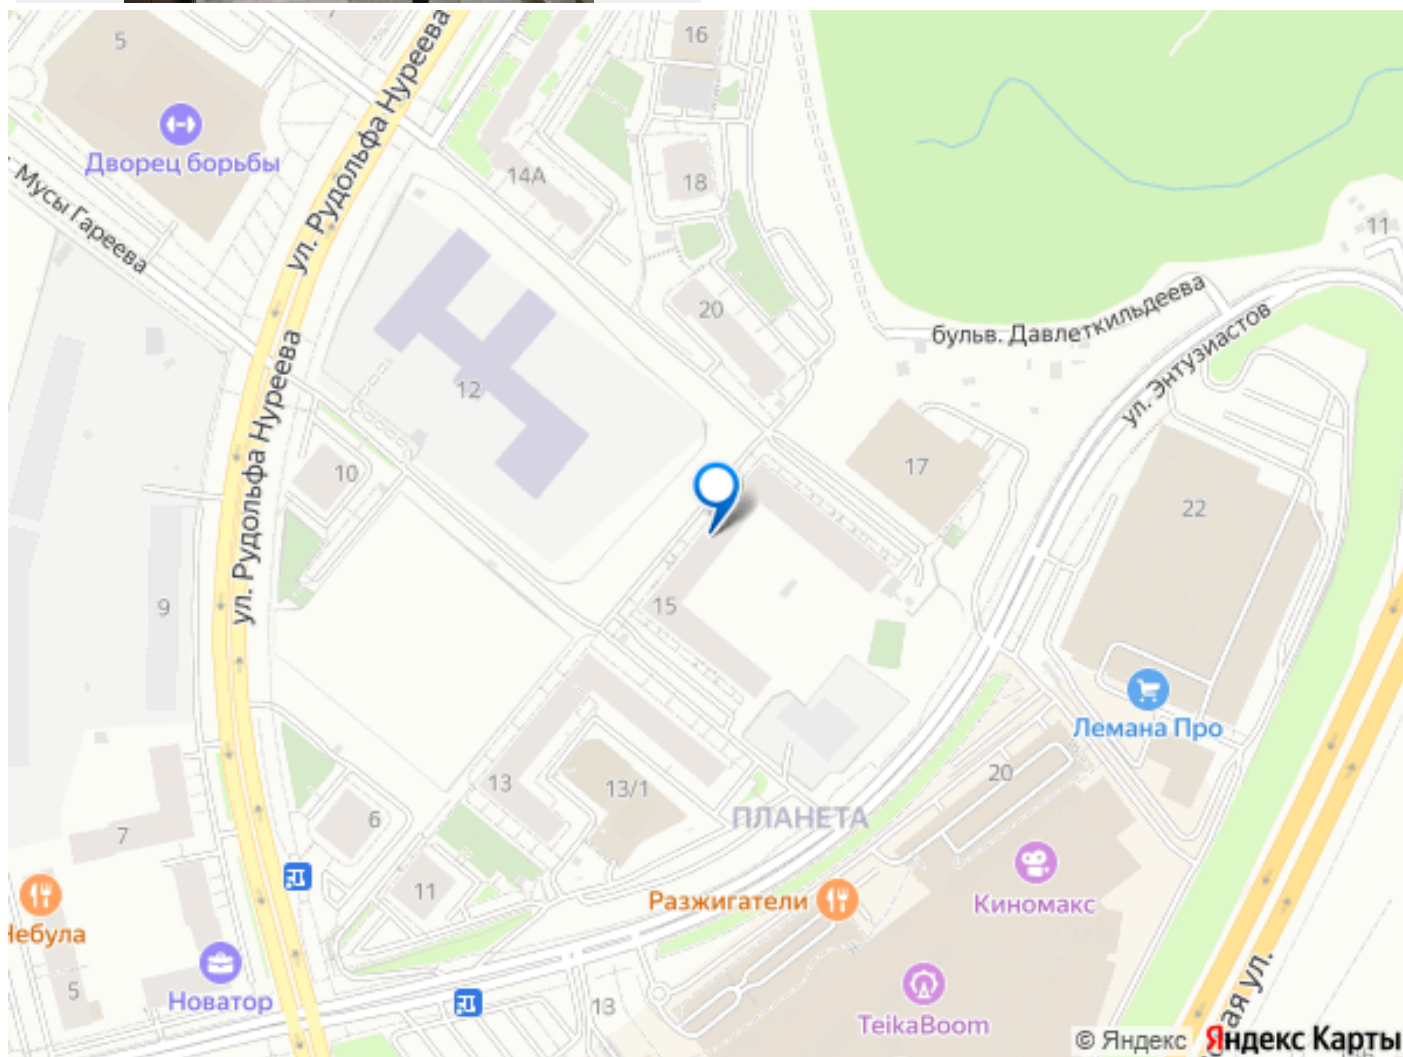 5
16
ул. Рудольфа Нуреева
Дворец борьбы
14А
18
Мусы Гареева
11
20
бульв. Давлеткильдеева
ул. Энтузиастов
ул. Рудольфа Нуреева
12
10
17
22
9
15
Лемана Про
20
13
13/1
ПЛАНЕТА
6
7
11
Киномакс
Разжигатели
Небула
5
Новатор
13
TeikaBoom
ая ул.
© Яндекс Яндекс Карты